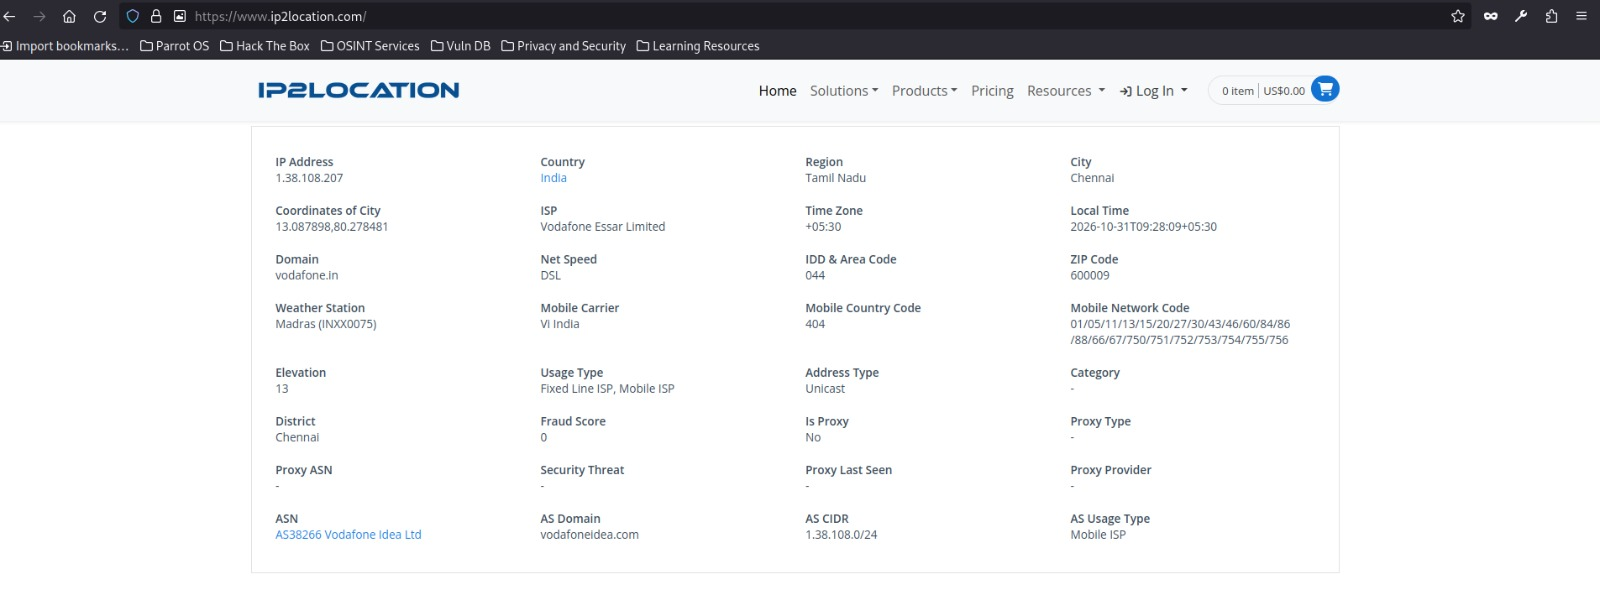 https://www.ip2location.com/
Import bookmarks... Parrot OS Hack The Box OSINT Services Vuln DB Privacy and Security Learning Resources
IP2LOCATION Home Solutions Products Pricing Resources Log In 0 item US$0.00
IP Address Country Region City
1.38.108.207 India Tamil Nadu Chennai
Coordinates of City ISP Time Zone Local Time
13.087898,80.278481 Vodafone Essar Limited +05:30 2026-10-31T09:28:09+05:30
Domain Net Speed IDD & Area Code ZIP Code
vodafone.in DSL 044 600009
Weather Station Mobile Carrier Mobile Country Code Mobile Network Code
Madras (INXX0075) Vi India 404 01/05/11/13/15/20/27/30/43/46/60/84/86
/88/66/67/750/751/752/753/754/755/756
Elevation Usage Type Address Type Category
13 Fixed Line ISP, Mobile ISP Unicast -
District Fraud Score Is Proxy Proxy Type
Chennai 0 No -
Proxy ASN Security Threat Proxy Last Seen Proxy Provider
- - - -
ASN AS Domain AS CIDR AS Usage Type
AS38266 Vodafone Idea Ltd vodafoneidea.com 1.38.108.0/24 Mobile ISP